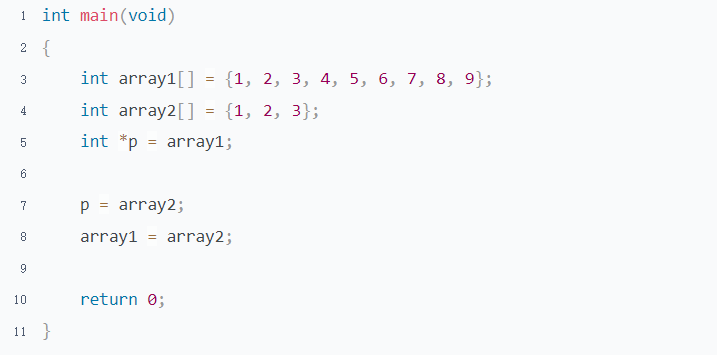 1 int main(void)
2 {
3     int array1[] = {1, 2, 3, 4, 5, 6, 7, 8, 9};
4     int array2[] = {1, 2, 3};
5     int *p = array1;
6
7     p = array2;
8     array1 = array2;
9
10     return 0;
11 }